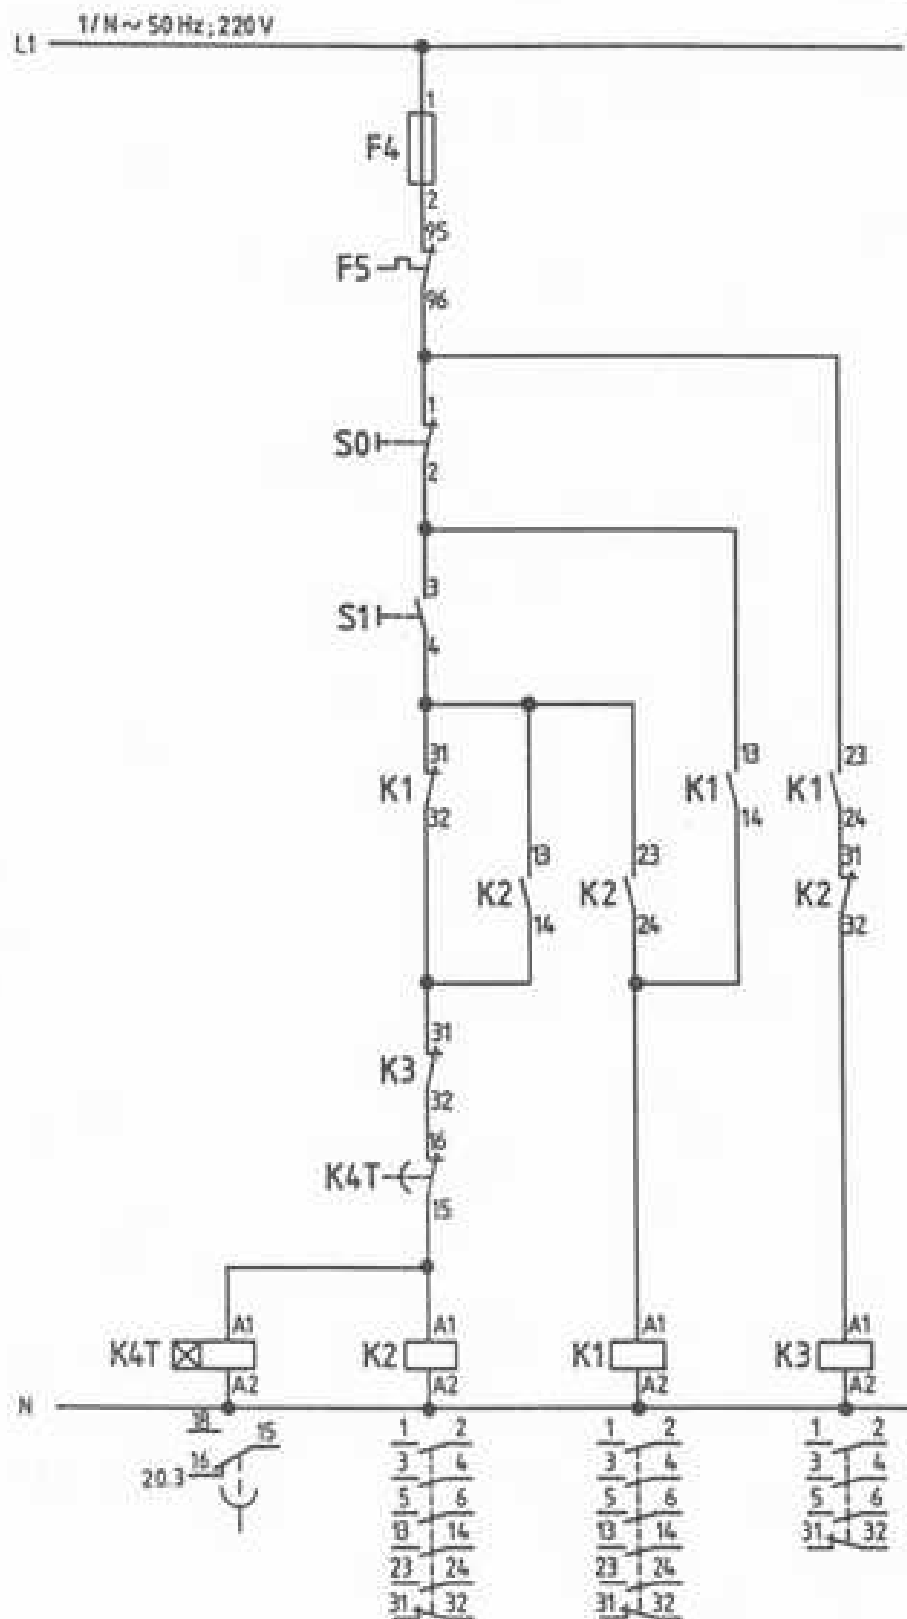 1/N~ 50Hz; 220V
L1
1
F4
2
95
F5
96
1
S0
2
3
S1
4
31
K1
32
13
K1
14
23
K1
24
13
K2
14
23
K2
24
31
K2
32
31
K3
32
16
K4T
15
A1 A1 A1 A1
K4T K2 K1 K3
A2 A2 A2 A2
N
18 15
16
20.3
1 2 1 2 1 2
3 4 3 4 3 4
5 6 5 6 5 6
13 14 13 14 31 32
23 24 23 24
31 32 31 32